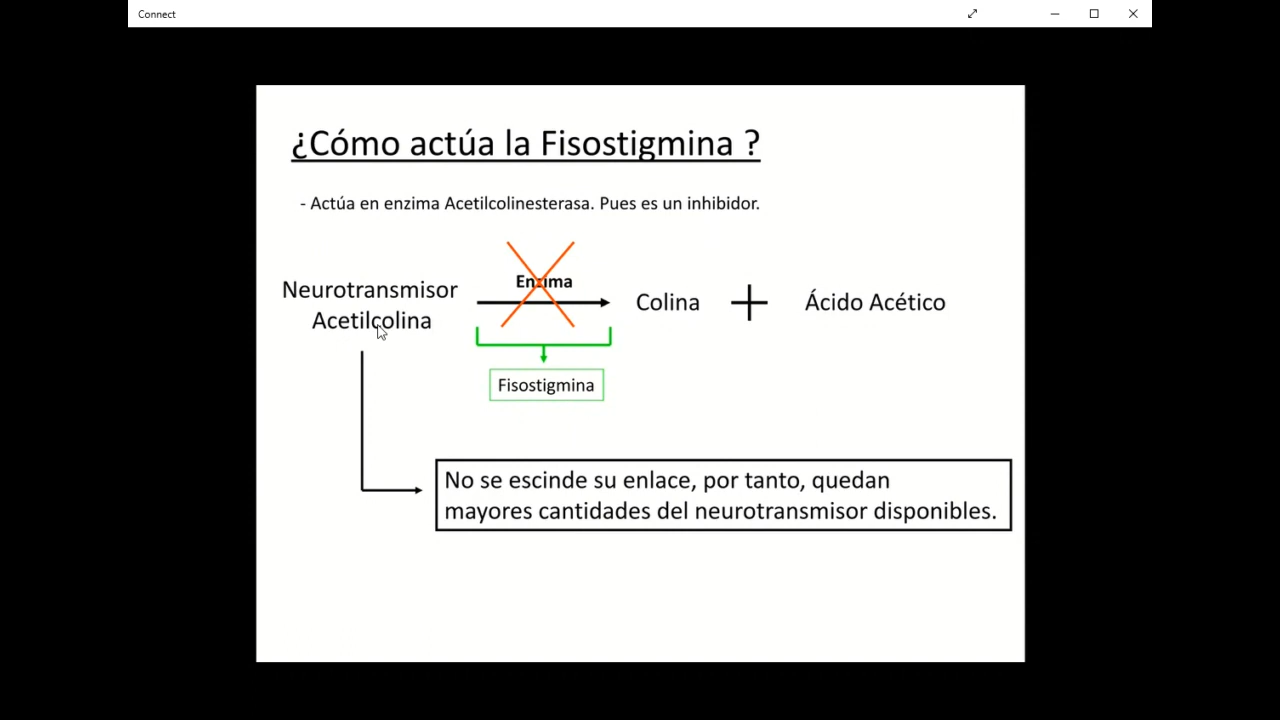 Connect
¿Cómo actúa la Fisostigmina ?
- Actúa en enzima Acetilcolinesterasa. Pues es un inhibidor.
Enzima
Neurotransmisor
Acetilcolina
Colina
Ácido Acético
Fisostigmina
No se escinde su enlace, por tanto, quedan
mayores cantidades del neurotransmisor disponibles.